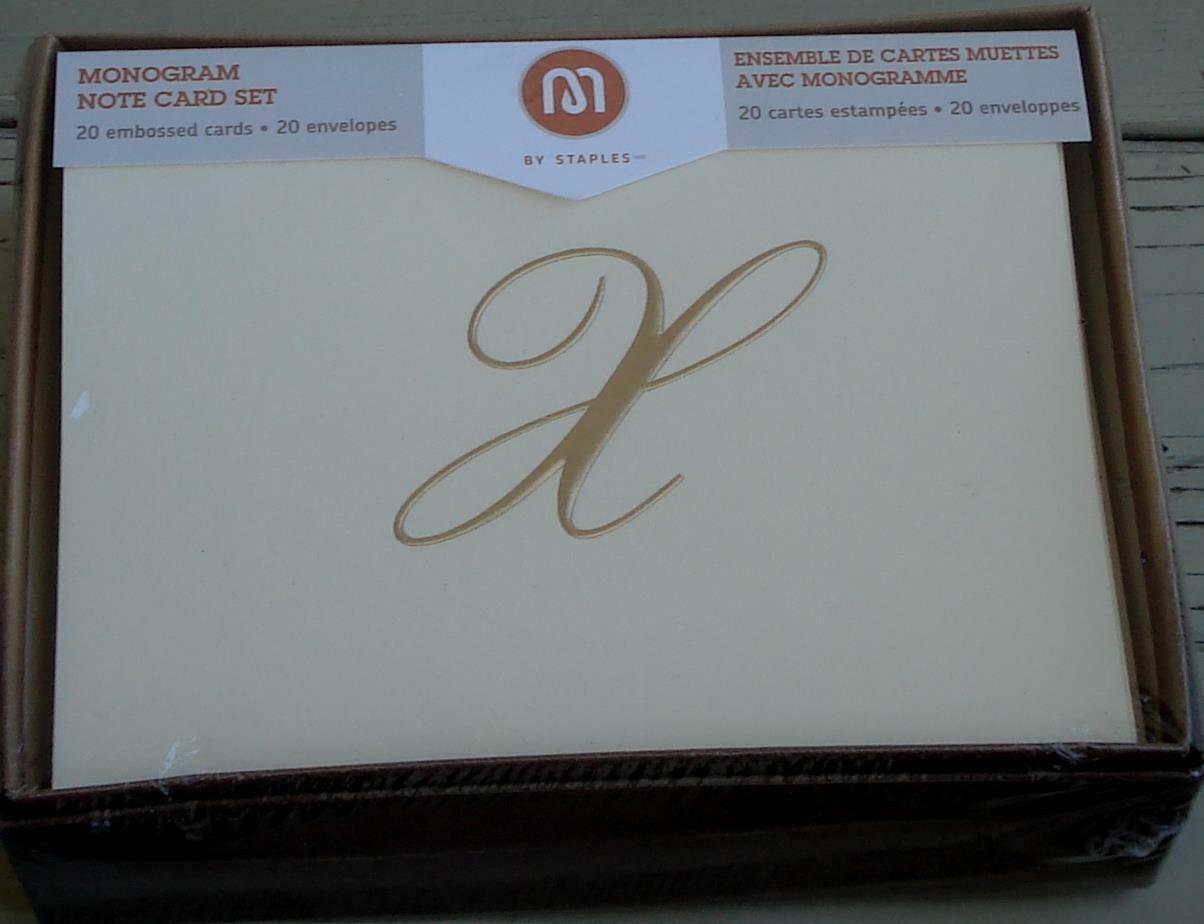 MONOGRAM
NOTE CARD SET
20 embossed cards • 20 envelopes
M
BY STAPLES™
ENSEMBLE DE CARTES MUETTES
AVEC MONOGRAMME
20 cartes estampées • 20 enveloppes
X